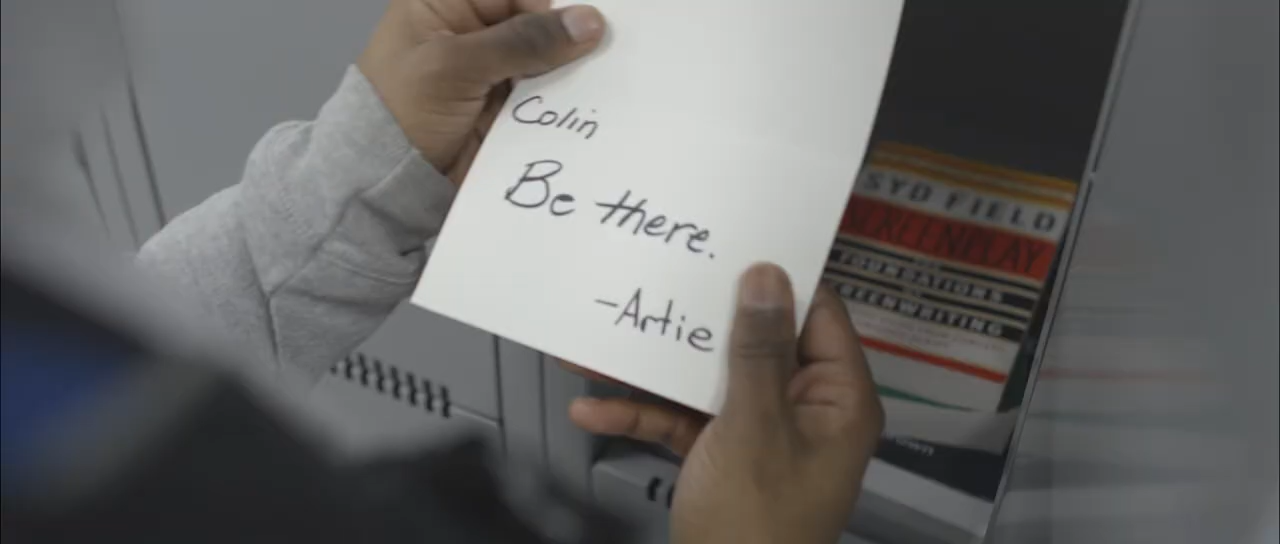 Colin
Be there.
-Artie
SYD FIELD
SCREENPLAY
FOUNDATIONS
SCREENWRITING